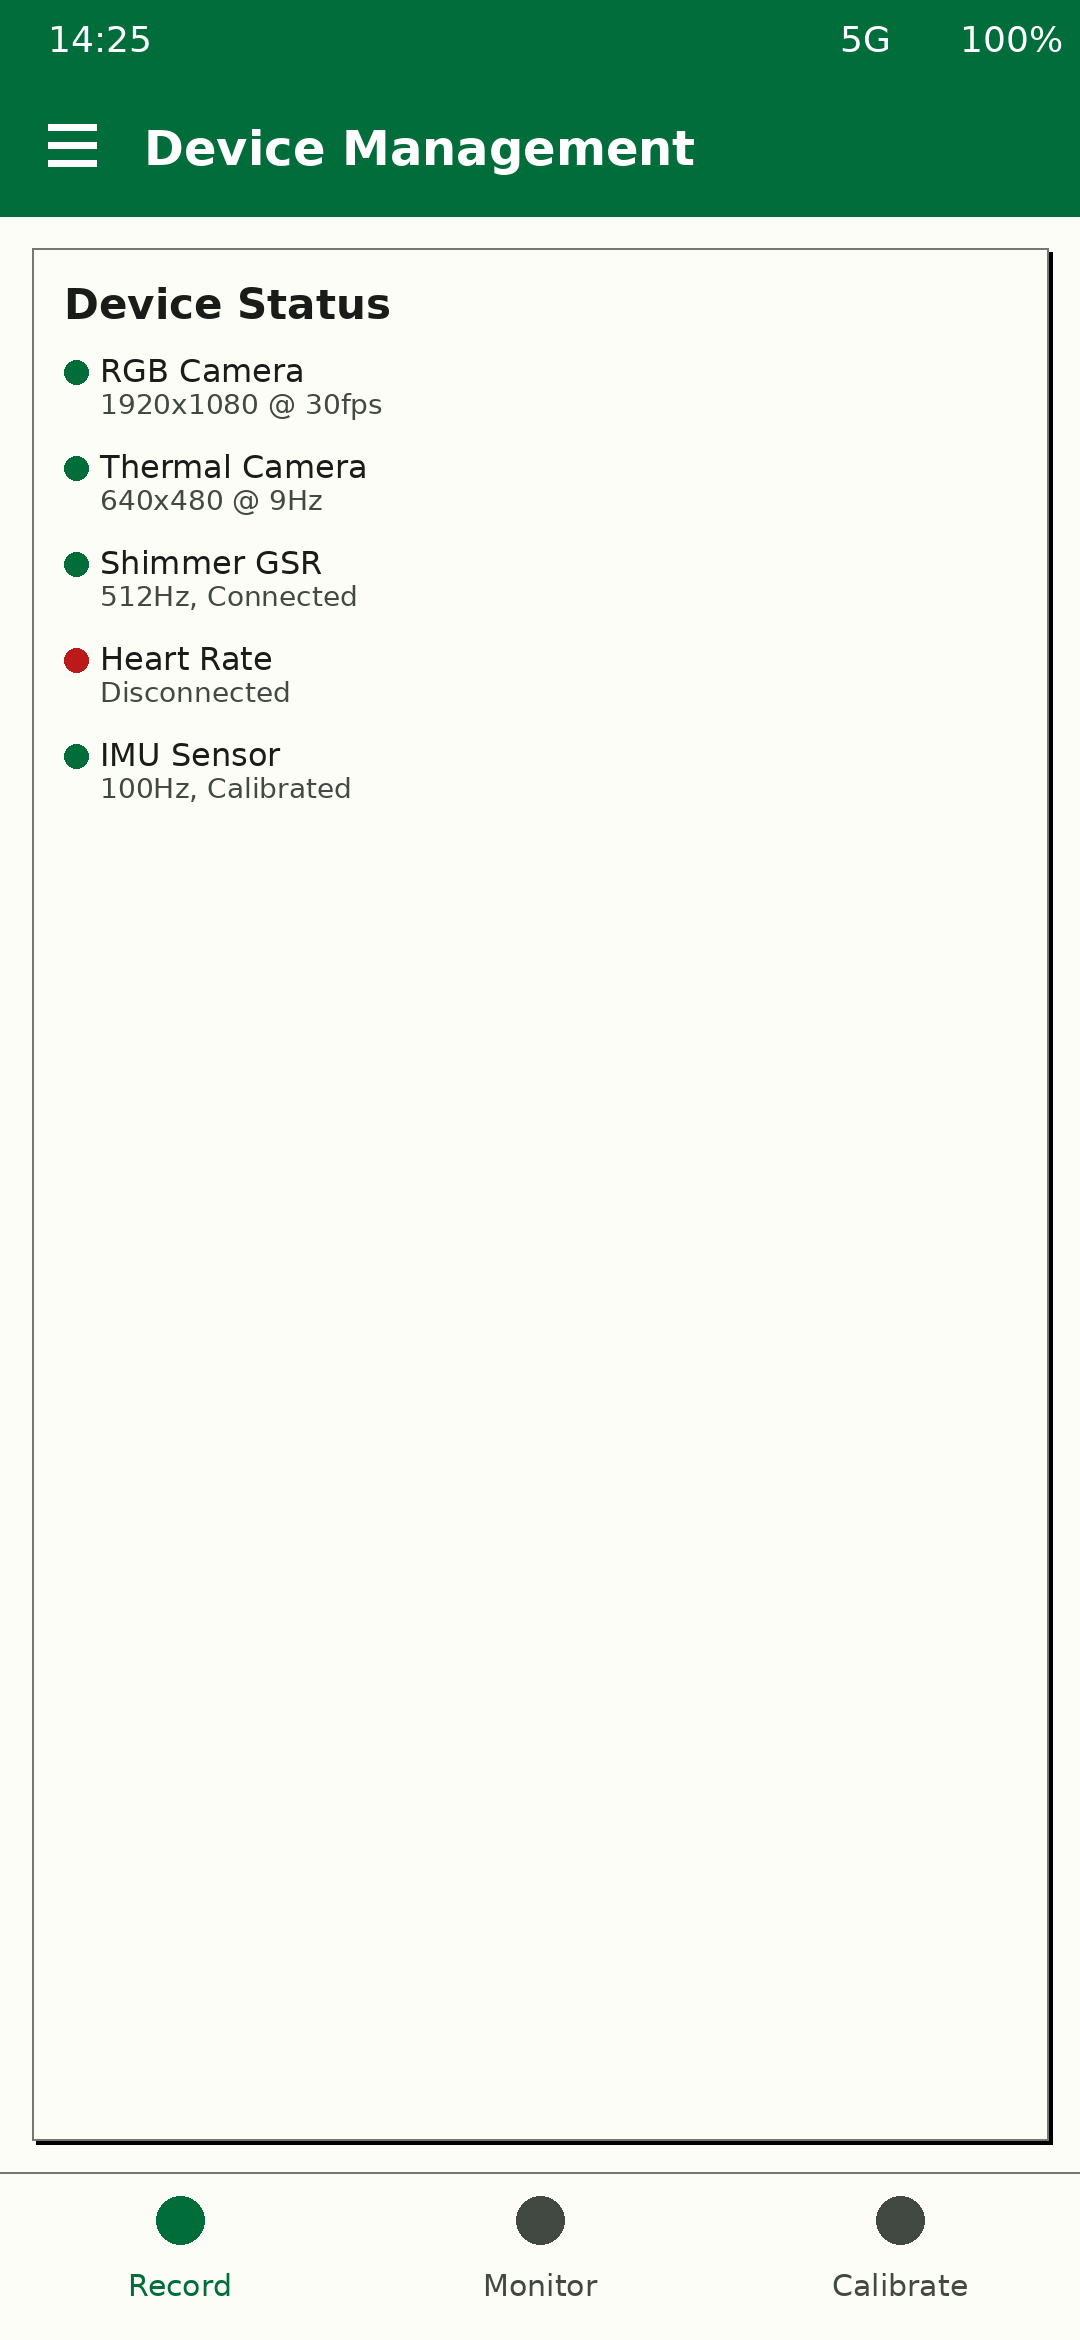 14:25 5G 100%
Device Management
Device Status
RGB Camera
1920x1080 @ 30fps
Thermal Camera
640x480 @ 9Hz
Shimmer GSR
512Hz, Connected
Heart Rate
Disconnected
IMU Sensor
100Hz, Calibrated
Record Monitor Calibrate